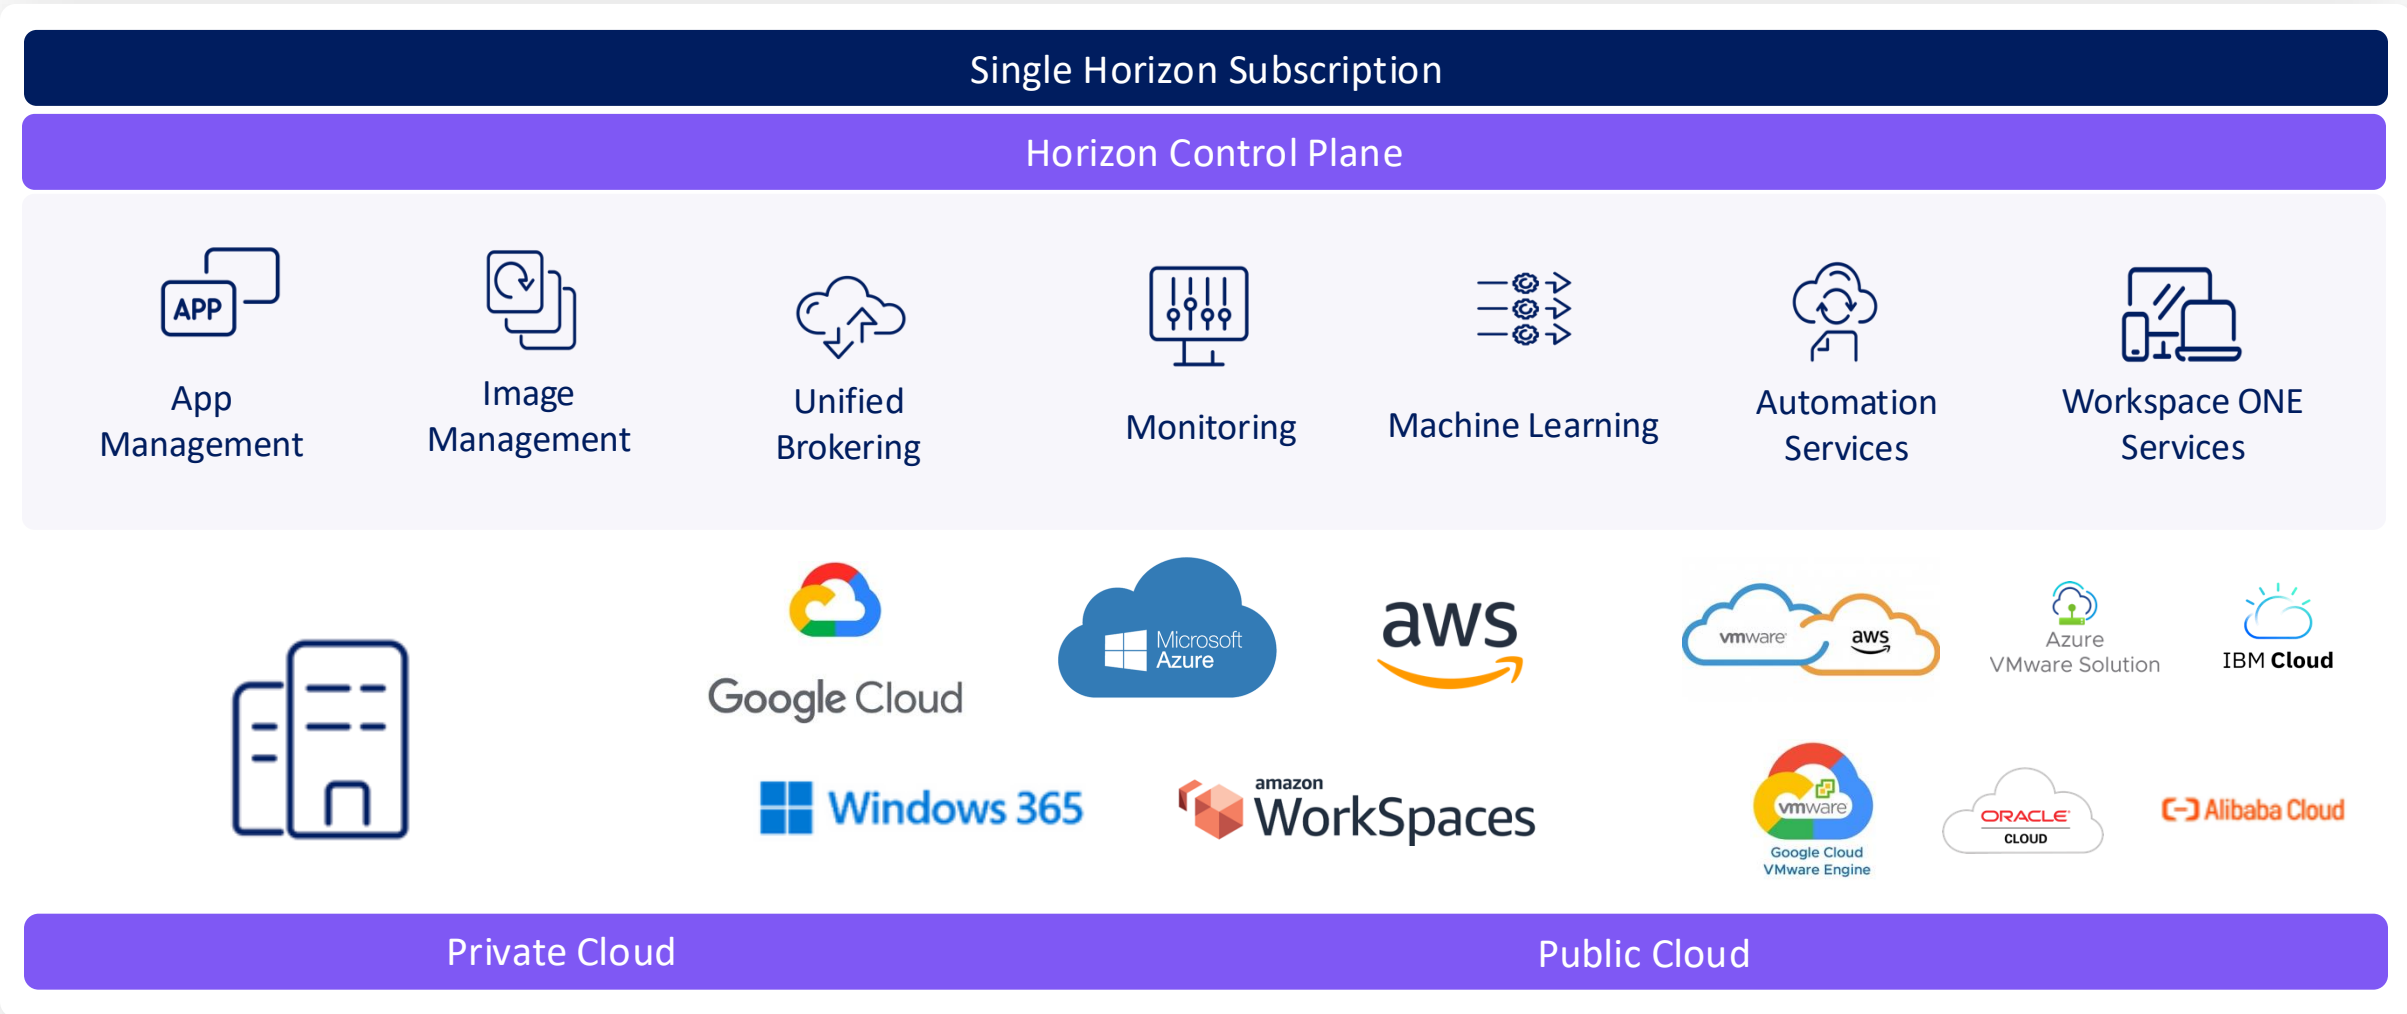 Single Horizon Subscription
Horizon Control Plane
APP
App
Management
Image
Management
Unified
Brokering
Monitoring
Machine Learning
Automation
Services
Workspace ONE
Services
Google Cloud
Microsoft
Azure
aws
vmware
aws
Azure
VMware Solution
IBM Cloud
Windows 365
amazon
WorkSpaces
vmware
Google Cloud
VMware Engine
ORACLE
CLOUD
Alibaba Cloud
Private Cloud
Public Cloud